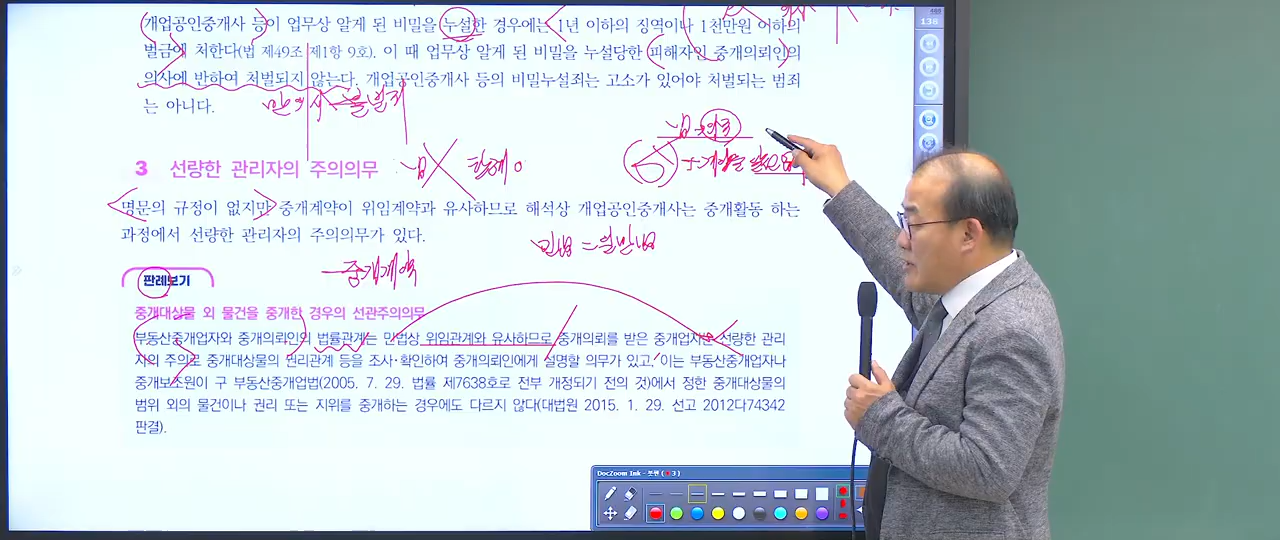 개업공인중개사 등이 업무상 알게 된 비밀을 누설한 경우에는 1년 이하의 징역이나 1천만원 이하의
벌금에 처한다(법 제49조 제1항 9호). 이 때 업무상 알게 된 비밀을 누설당한 피해자인 중개의뢰인의
의사에 반하여 처벌되지 않는다. 개업공인중개사 등의 비밀누설죄는 고소가 있어야 처벌되는 범죄
는 아니다.
138
3 선량한 관리자의 주의의무
판례 O
명문의 규정이 없지만 중개계약이 위임계약과 유사하므로 해석상 개업공인중개사는 중개활동 하는
과정에서 선량한 관리자의 주의의무가 있다.
민법 = 일반법
중개계약
판례보기
중개대상물 외 물건을 중개한 경우의 선관주의의무
부동산중개업자와 중개의뢰인의 법률관계는 민법상 위임관계와 유사하므로 중개의뢰를 받은 중개업자는 선량한 관리
자의 주의로 중개대상물의 권리관계 등을 조사·확인하여 중개의뢰인에게 설명할 의무가 있고, 이는 부동산중개업자나
중개보조원이 구 부동산중개업법(2005. 7. 29. 법률 제7638호로 전부 개정되기 전의 것)에서 정한 중개대상물의
범위 외의 물건이나 권리 또는 지위를 중개하는 경우에도 다르지 않다(대법원 2015. 1. 29. 선고 2012다74342
판결).
DocZoom Ink - 본펜 ( 3 )